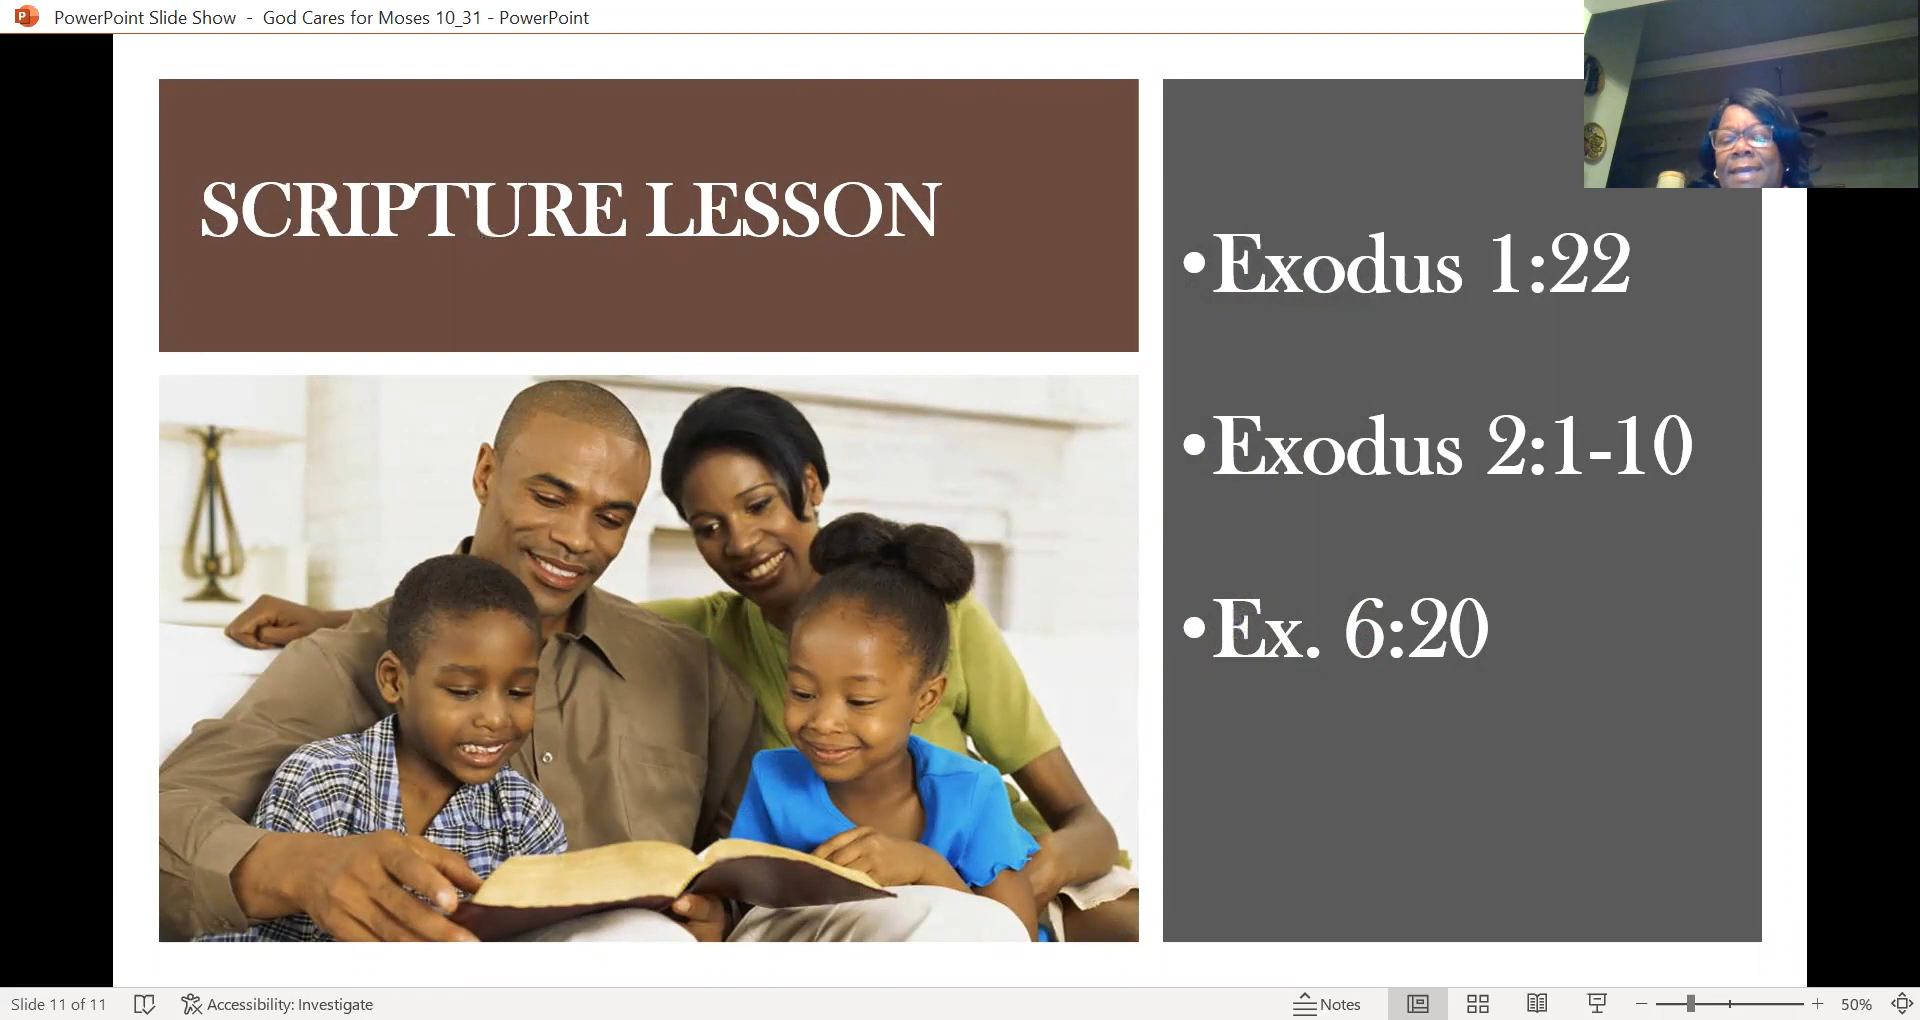 PowerPoint Slide Show - God Cares for Moses 10_31 - PowerPoint
SCRIPTURE LESSON
•Exodus 1:22
•Exodus 2:1-10
•Ex. 6:20
Slide 11 of 11
Accessibility: Investigate
Notes
50%